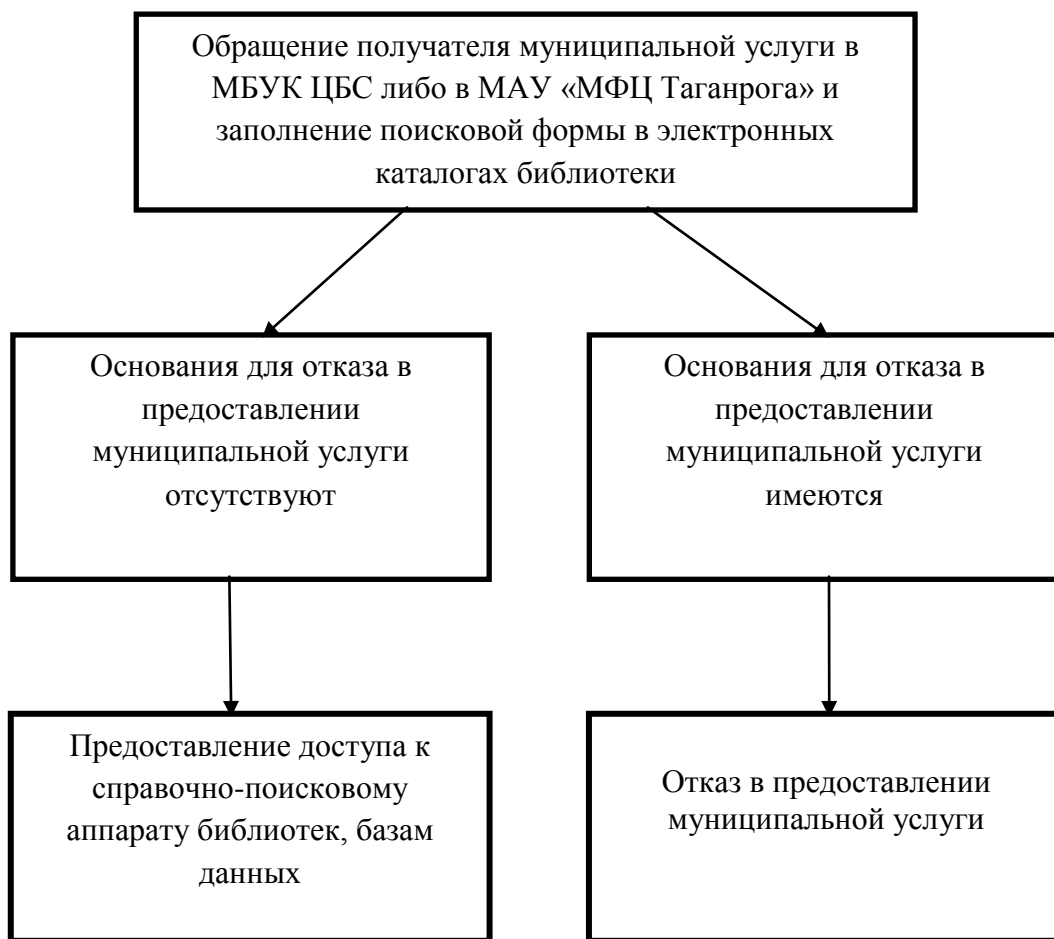 Обращение получателя муниципальной услуги в
МБУК ЦБС либо в МАУ «МФЦ Таганрога» и
заполнение поисковой формы в электронных
каталогах библиотеки
Основания для отказа в
предоставлении
муниципальной услуги
отсутствуют
Основания для отказа в
предоставлении
муниципальной услуги
имеются
Предоставление доступа к
справочно-поисковому
аппарату библиотек, базам
данных
Отказ в предоставлении
муниципальной услуги